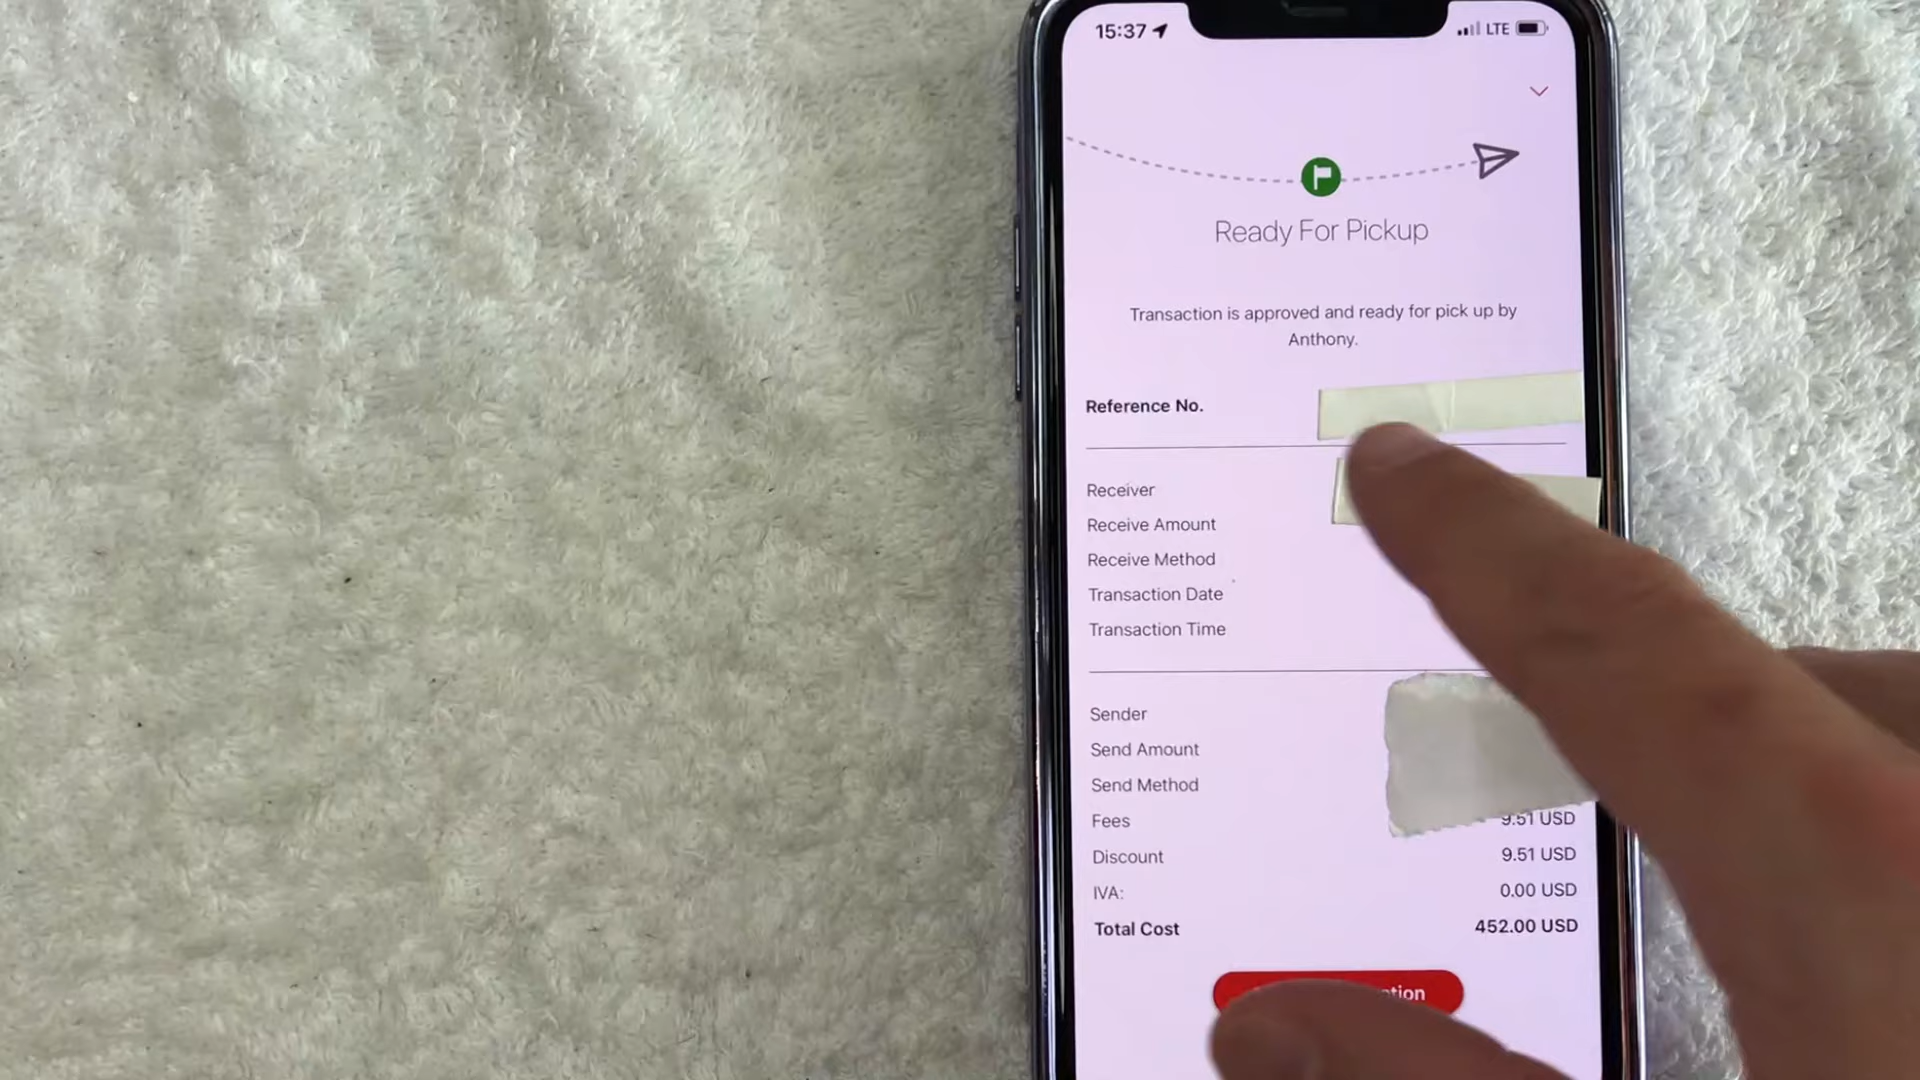 15:37
LTE
Ready For Pickup
Transaction is approved and ready for pick up by
Anthony.
Reference No.
Receiver
Receive Amount
Receive Method
Transaction Date
Transaction Time
Sender
Send Amount
Send Method
Fees 9.51 USD
Discount 9.51 USD
IVA: 0.00 USD
Total Cost 452.00 USD